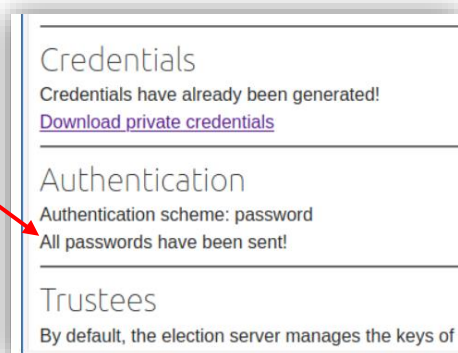 Credentials
Credentials have already been generated!
Download private credentials
Authentication
Authentication scheme: password
All passwords have been sent!
Trustees
By default, the election server manages the keys of